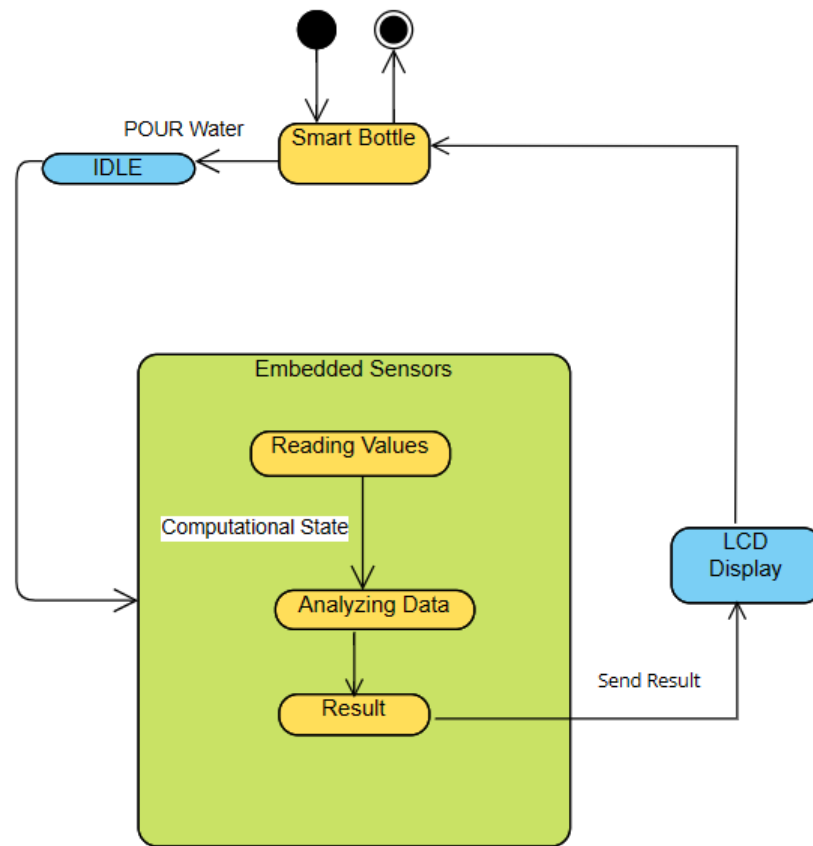 POUR Water
Smart Bottle
IDLE
Embedded Sensors
Reading Values
Computational State
Analyzing Data
Result
Send Result
LCD
Display